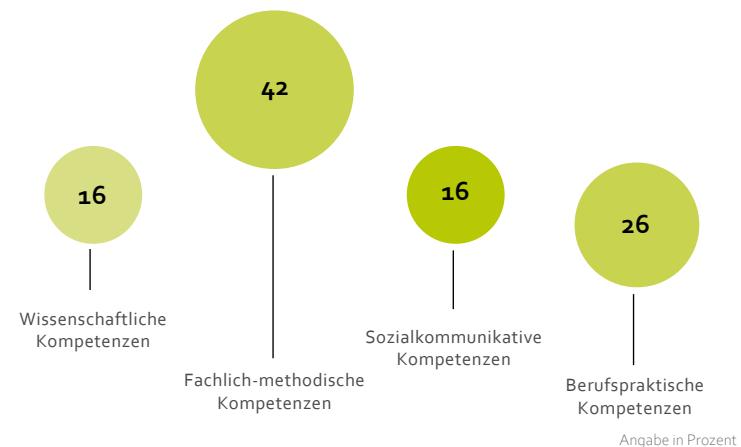 42
16
16
26
Wissenschaftliche
Kompetenzen
Fachlich-methodische
Kompetenzen
Sozialkommunikative
Kompetenzen
Berufspraktische
Kompetenzen
Angabe in Prozent